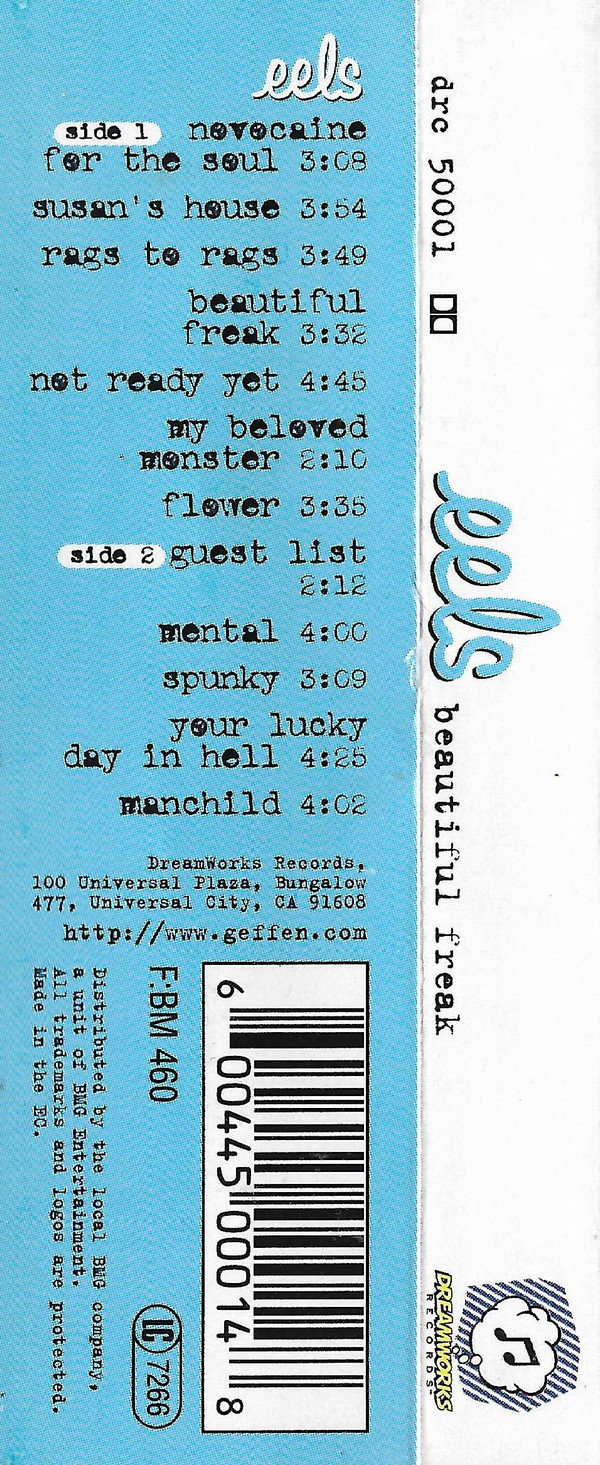 eels
side 1 novocaine
for the soul 3:08
susan's house 3:54
rags to rags 3:49
beautiful
freak 3:32
not ready yet 4:45
my beloved
monster 2:10
flower 3:35
side 2 guest list
2:12
mental 4:00
spunky 3:09
your lucky
day in hell 4:25
manchild 4:02
DreamWorks Records,
100 Universal Plaza, Bungalow
477, Universal City, CA 91608
http://www.geffen.com
6 00445 00014 8
F:BM 460
LC 7266
Distributed by the local BMG company,
a unit of BMG Entertainment.
All trademarks and logos are protected.
Made in the EC.
drc 50001
eels beautiful freak
DREAMWORKS
RECORDS™